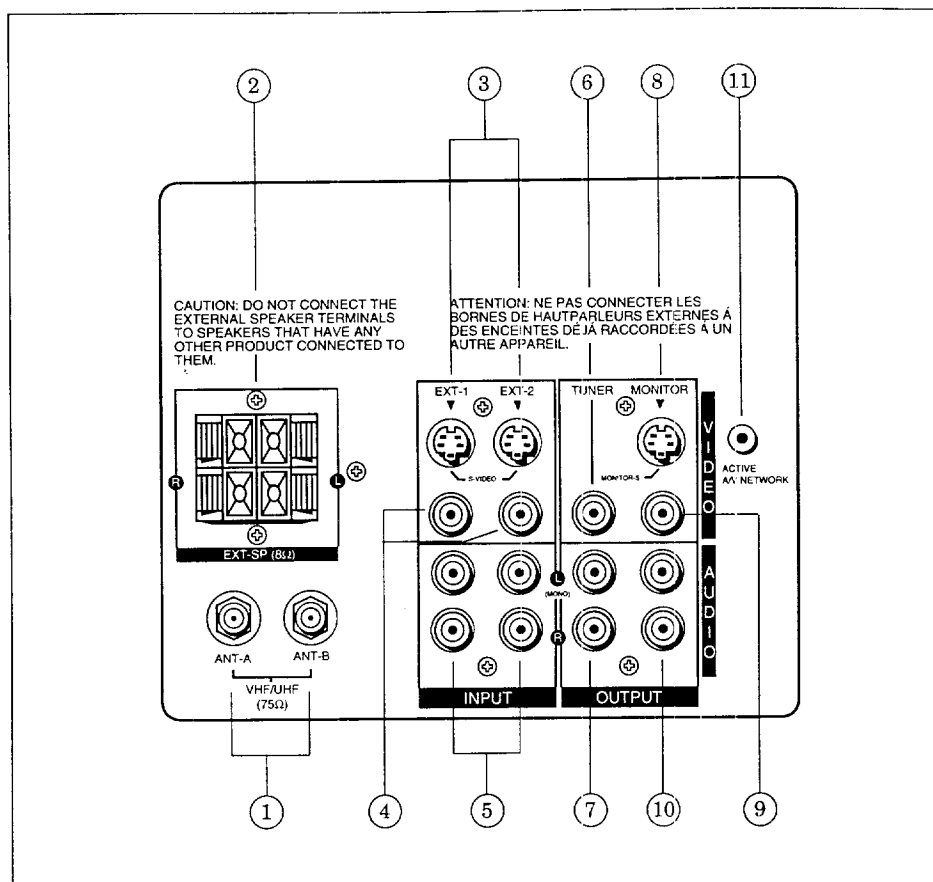 2
3
6
8
11
CAUTION: DO NOT CONNECT THE
EXTERNAL SPEAKER TERMINALS
TO SPEAKERS THAT HAVE ANY
OTHER PRODUCT CONNECTED TO
THEM.
ATTENTION: NE PAS CONNECTER LES
BORNES DE HAUTPARLEURS EXTERNES Á
DES ENCEINTES DÉJÁ RACCORDÉES Á UN
AUTRE APPAREIL.
EXT-1
EXT-2
TUNER
MONITOR
S-VIDEO
MONITOR-S
VIDEO
ACTIVE
A/V NETWORK
R
L
EXT-SP (8Ω)
L
(MONO)
R
AUDIO
ANT-A
ANT-B
VHF/UHF
(75Ω)
INPUT
OUTPUT
1
4
5
7
10
9